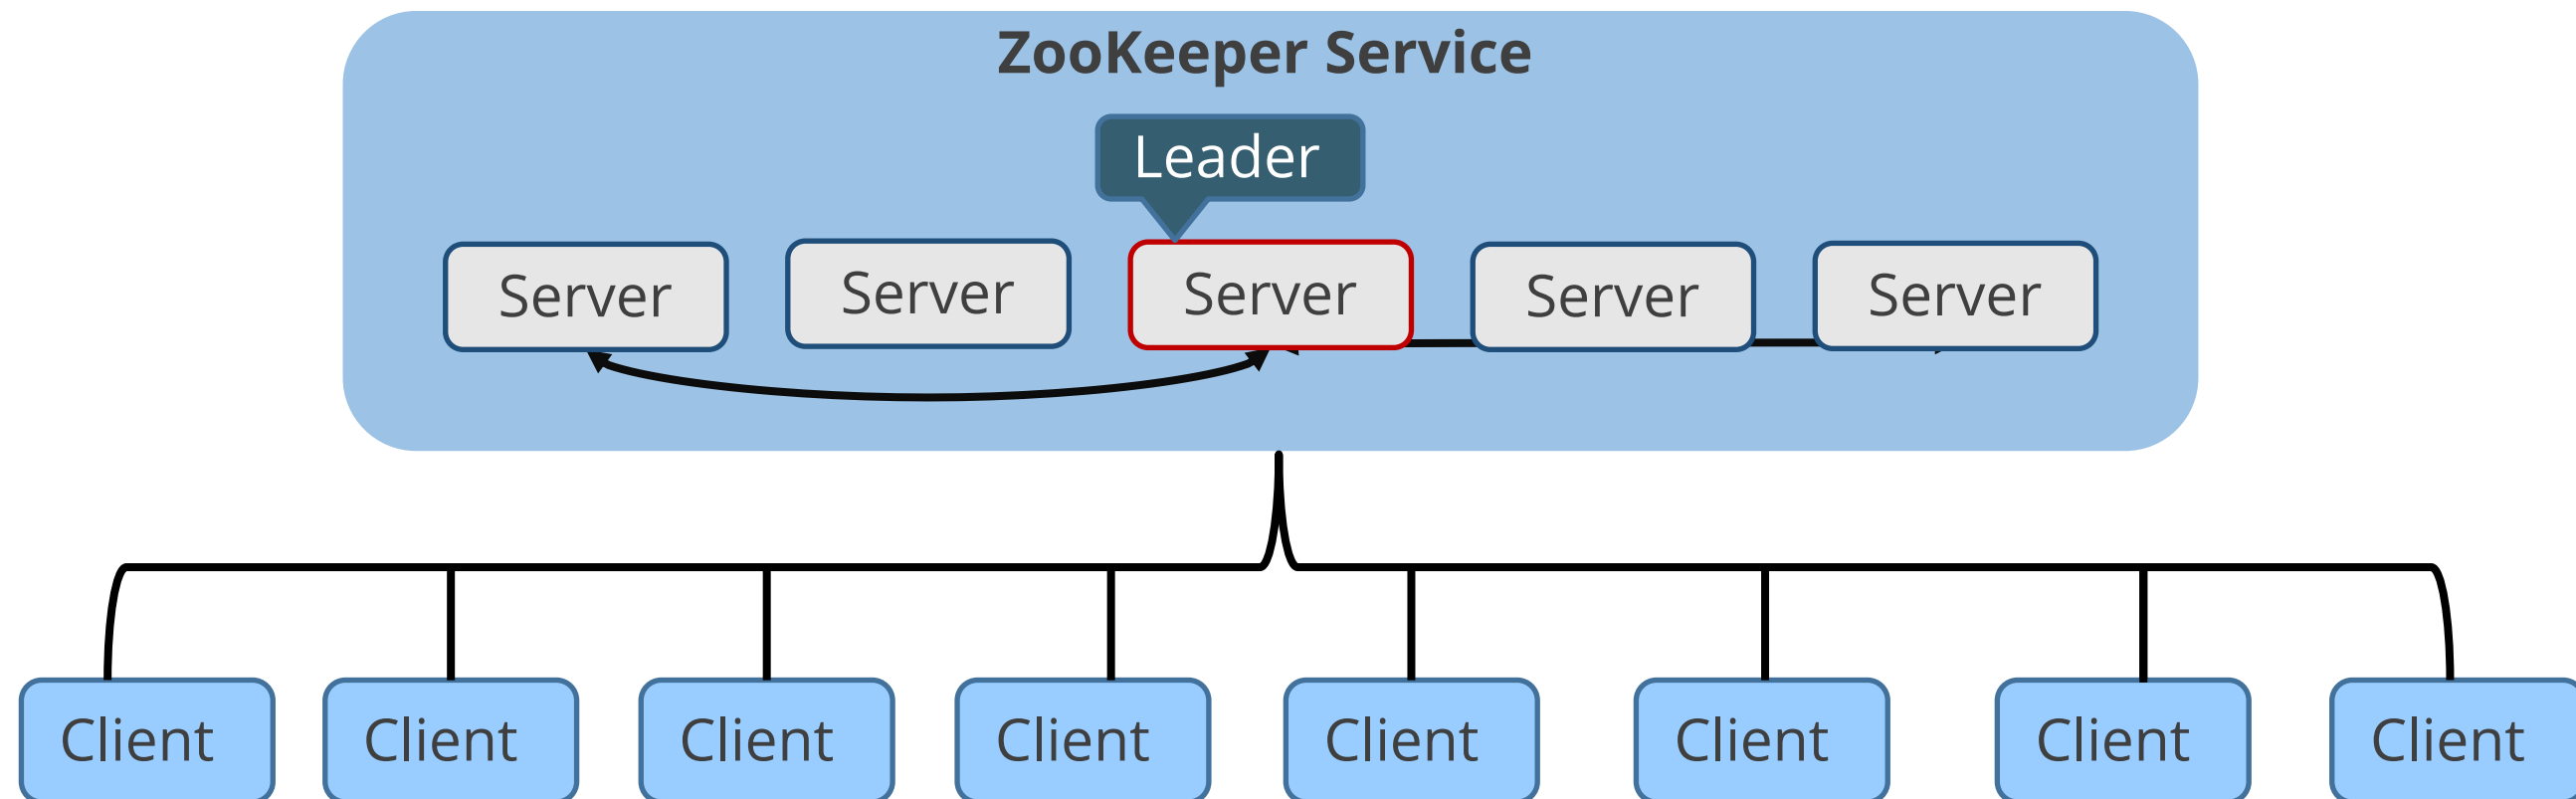 ZooKeeper Service
Leader
Server Server Server Server Server
Client Client Client Client Client Client Client Client